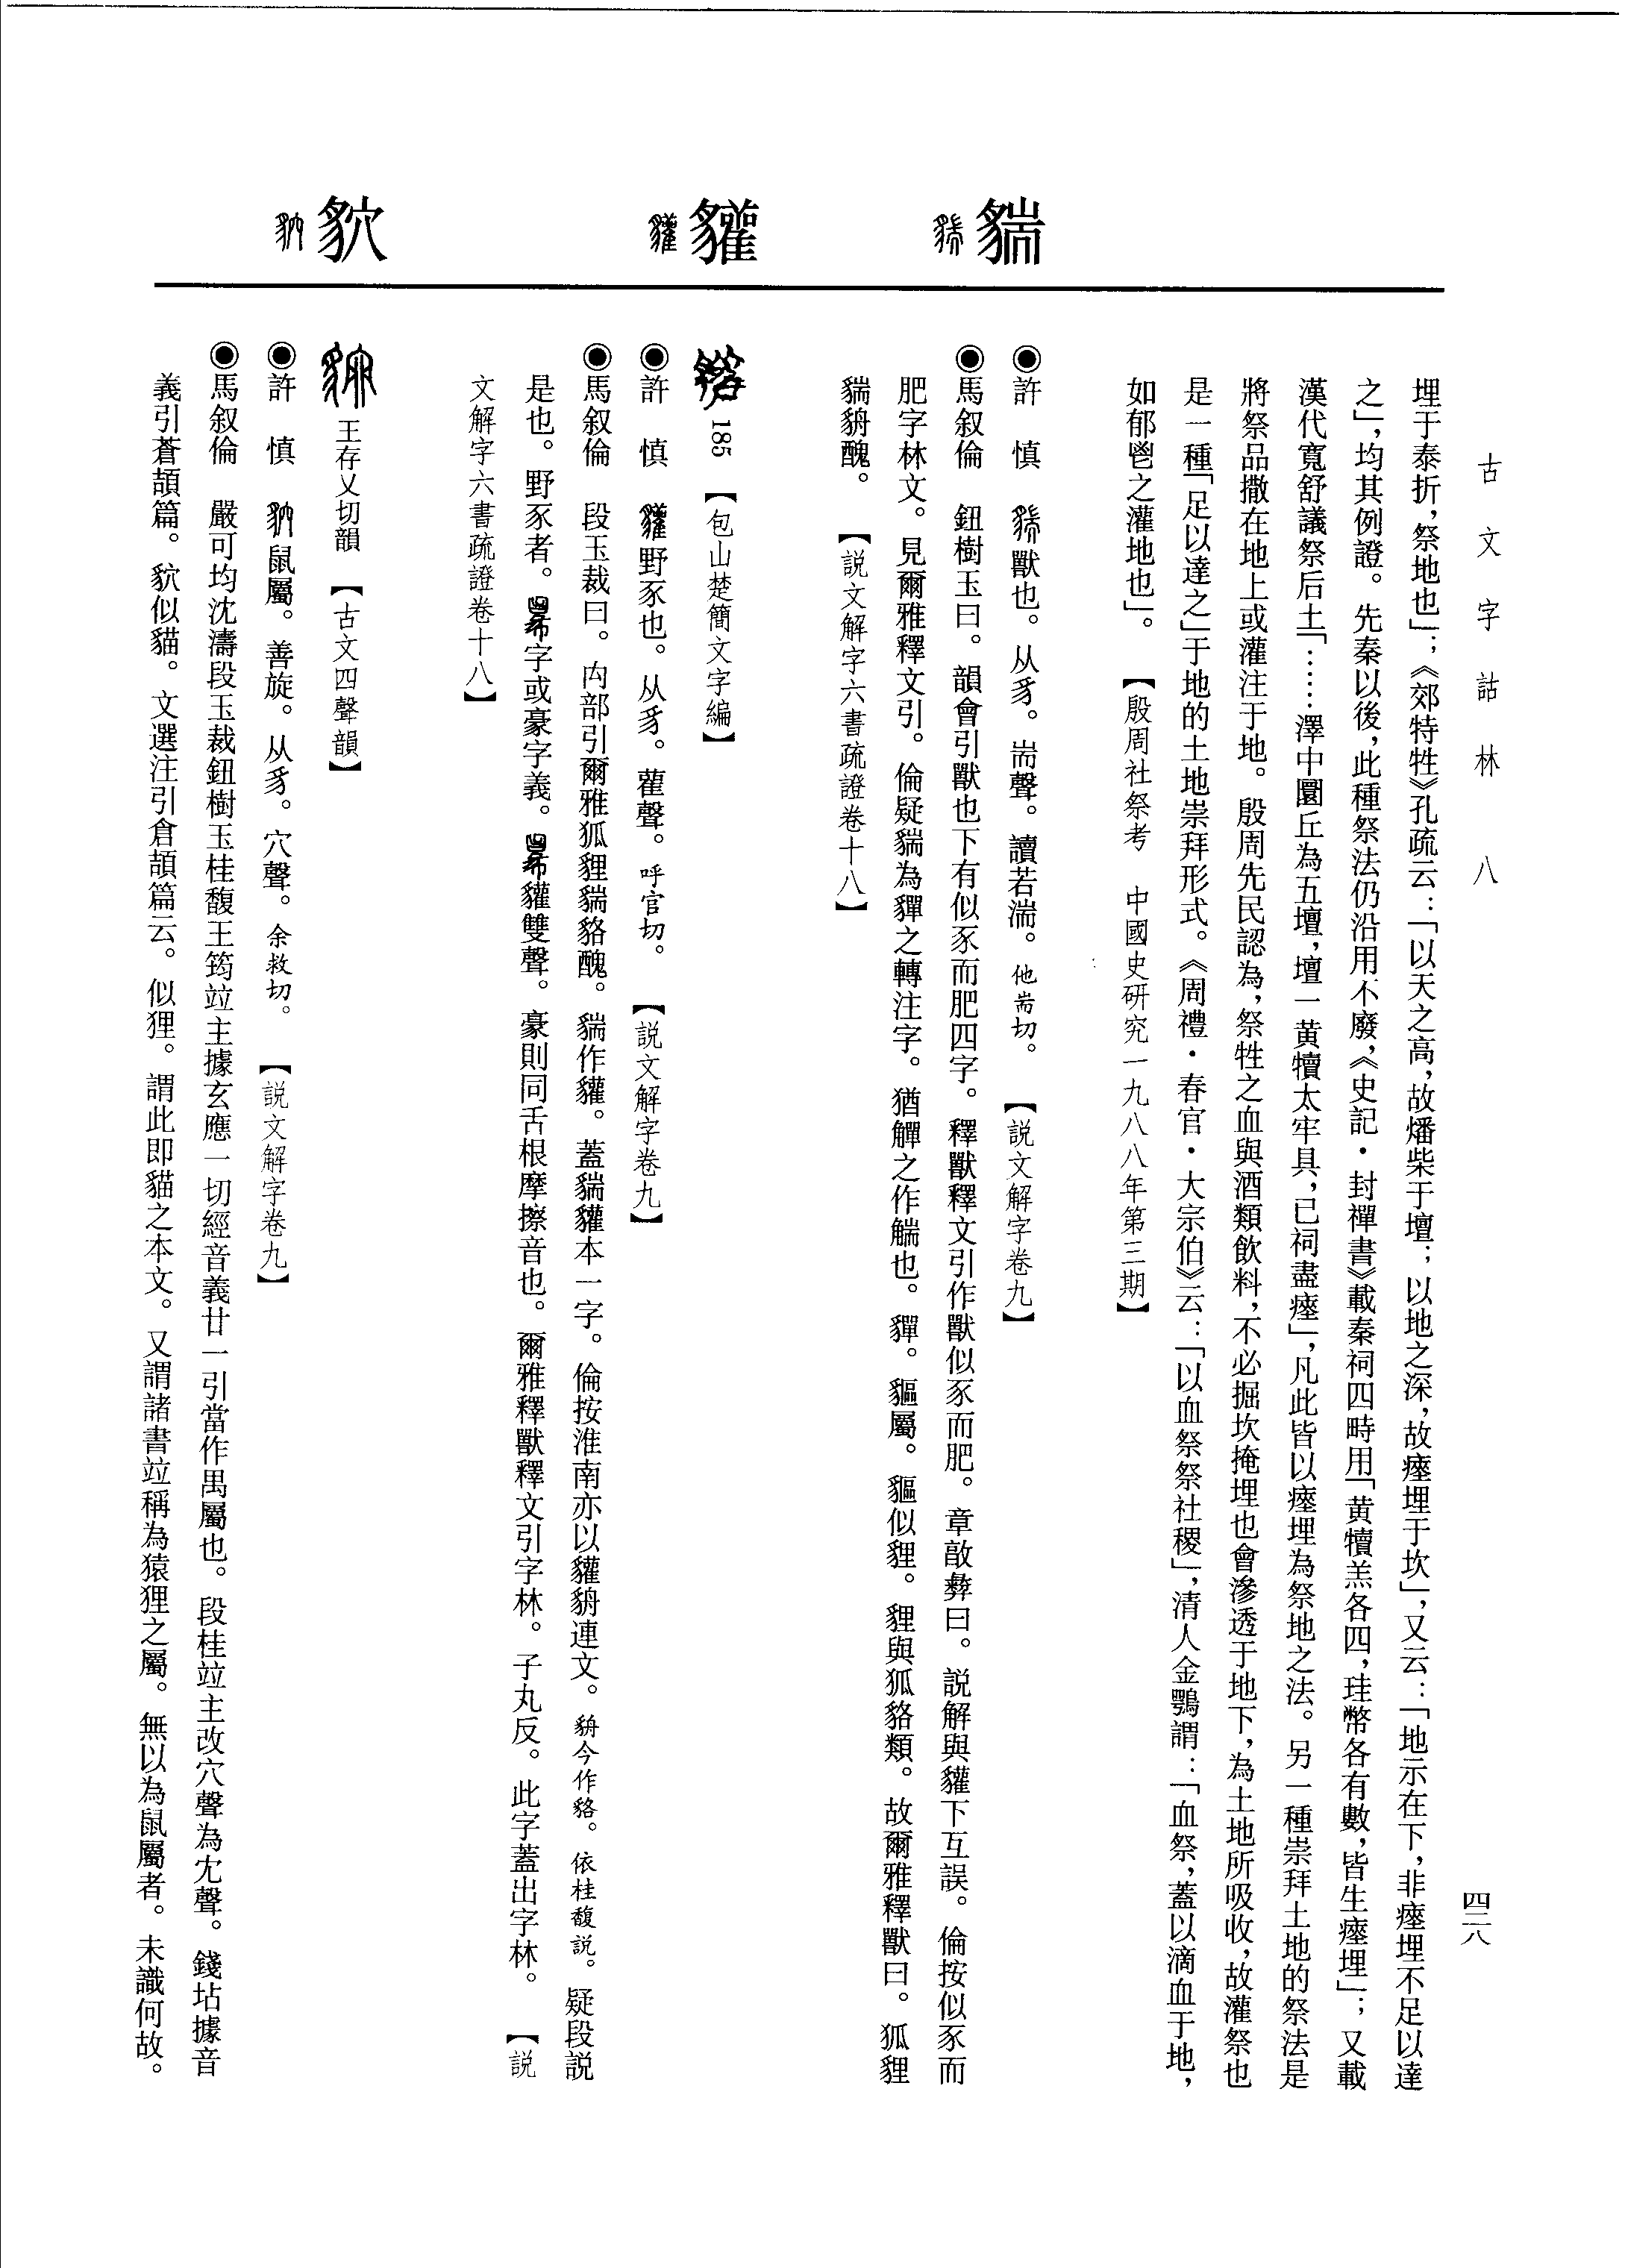 古文字詁林　八
四二八
埋于泰折，祭地也」；《郊特牲》孔疏云：「以天之高，故燔柴于壇；以地之深，故瘞埋于坎」，又云：「地示在下，非瘞埋不足以達
之」，均其例證。先秦以後，此種祭法仍沿用不廢，《史記・封禪書》載秦祠四時用「黄犢羔各四，珪幣各有數，皆生瘞埋」；又載
漢代寬舒議祭后土「……澤中圜丘為五壇，壇一黄犢太牢具，已祠盡瘞」，凡此皆以瘞埋為祭地之法。另一種崇拜土地的祭法是
將祭品撒在地上或灌注于地。殷周先民認為，祭牲之血與酒類飲料，不必掘坎掩埋也會滲透于地下，為土地所吸收，故灌祭也
是一種「足以達之」于地的土地崇拜形式。《周禮・春官・大宗伯》云：「以血祭祭社稷」，清人金鶚謂：「血祭，蓋以滴血于地，
如郁鬯之灌地也」。　【殷周社祭考　中國史研究一九八八年第三期】
貒
◉許　慎　獸也。从豸。耑聲。讀若湍。他耑切。　【説文解字卷九】
◉馬叙倫　鈕樹玉曰。韻會引獸也下有似豕而肥四字。釋獸釋文引作獸似豕而肥。章敢彝曰。説解與貛下互誤。倫按似豕而
肥字林文。見爾雅釋文引。倫疑貒為貚之轉注字。猶觶之作鍴也。貚。貙屬。貙似貍。貍與狐貉類。故爾雅釋獸曰。狐貍
貒貈醜。　【説文解字六書疏證卷十八】
貛
185　【包山楚簡文字編】
◉許　慎　野豕也。从豸。雚聲。呼官切。　【説文解字卷九】
◉馬叙倫　段玉裁曰。禸部引爾雅狐貍貒貉醜。貒作貛。蓋貒貛本一字。倫按淮南亦以貛貈連文。貈今作貉。依桂馥説。疑段説
是也。野豕者。字或豪字義。貛雙聲。豪則同舌根摩擦音也。爾雅釋獸釋文引字林。子丸反。此字蓋出字林。　【説
文解字六書疏證卷十八】
貁
王存乂切韻　【古文四聲韻】
◉許　慎　鼠屬。善旋。从豸。穴聲。余救切。　【説文解字卷九】
◉馬叙倫　嚴可均沈濤段玉裁鈕樹玉桂馥王筠竝主據玄應一切經音義廿一引當作禺屬也。段桂竝主改穴聲為冘聲。錢坫據音
義引蒼頡篇。貁似貓。文選注引倉頡篇云。似狸。謂此即貓之本文。又謂諸書竝稱為猿狸之屬。無以為鼠屬者。未識何故。